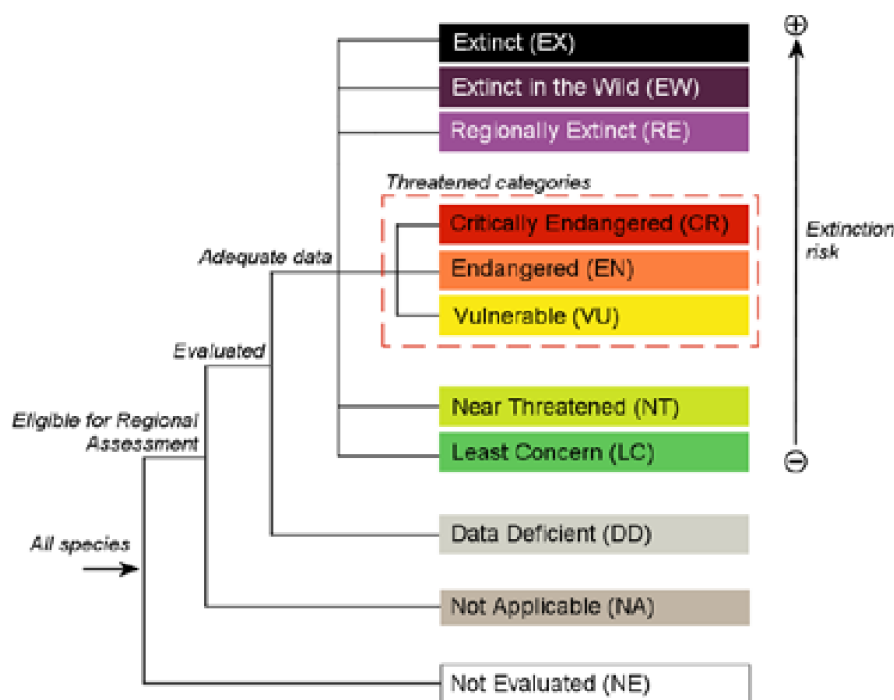 Extinct (EX)
Extinct in the Wild (EW)
Regionally Extinct (RE)
Threatened categories
Critically Endangered (CR)
Extinction
risk
Adequate data
Endangered (EN)
Vulnerable (VU)
Evaluated
Near Threatened (NT)
Eligible for Regional
Assessment
Least Concern (LC)
All species
Data Deficient (DD)
Not Applicable (NA)
Not Evaluated (NE)